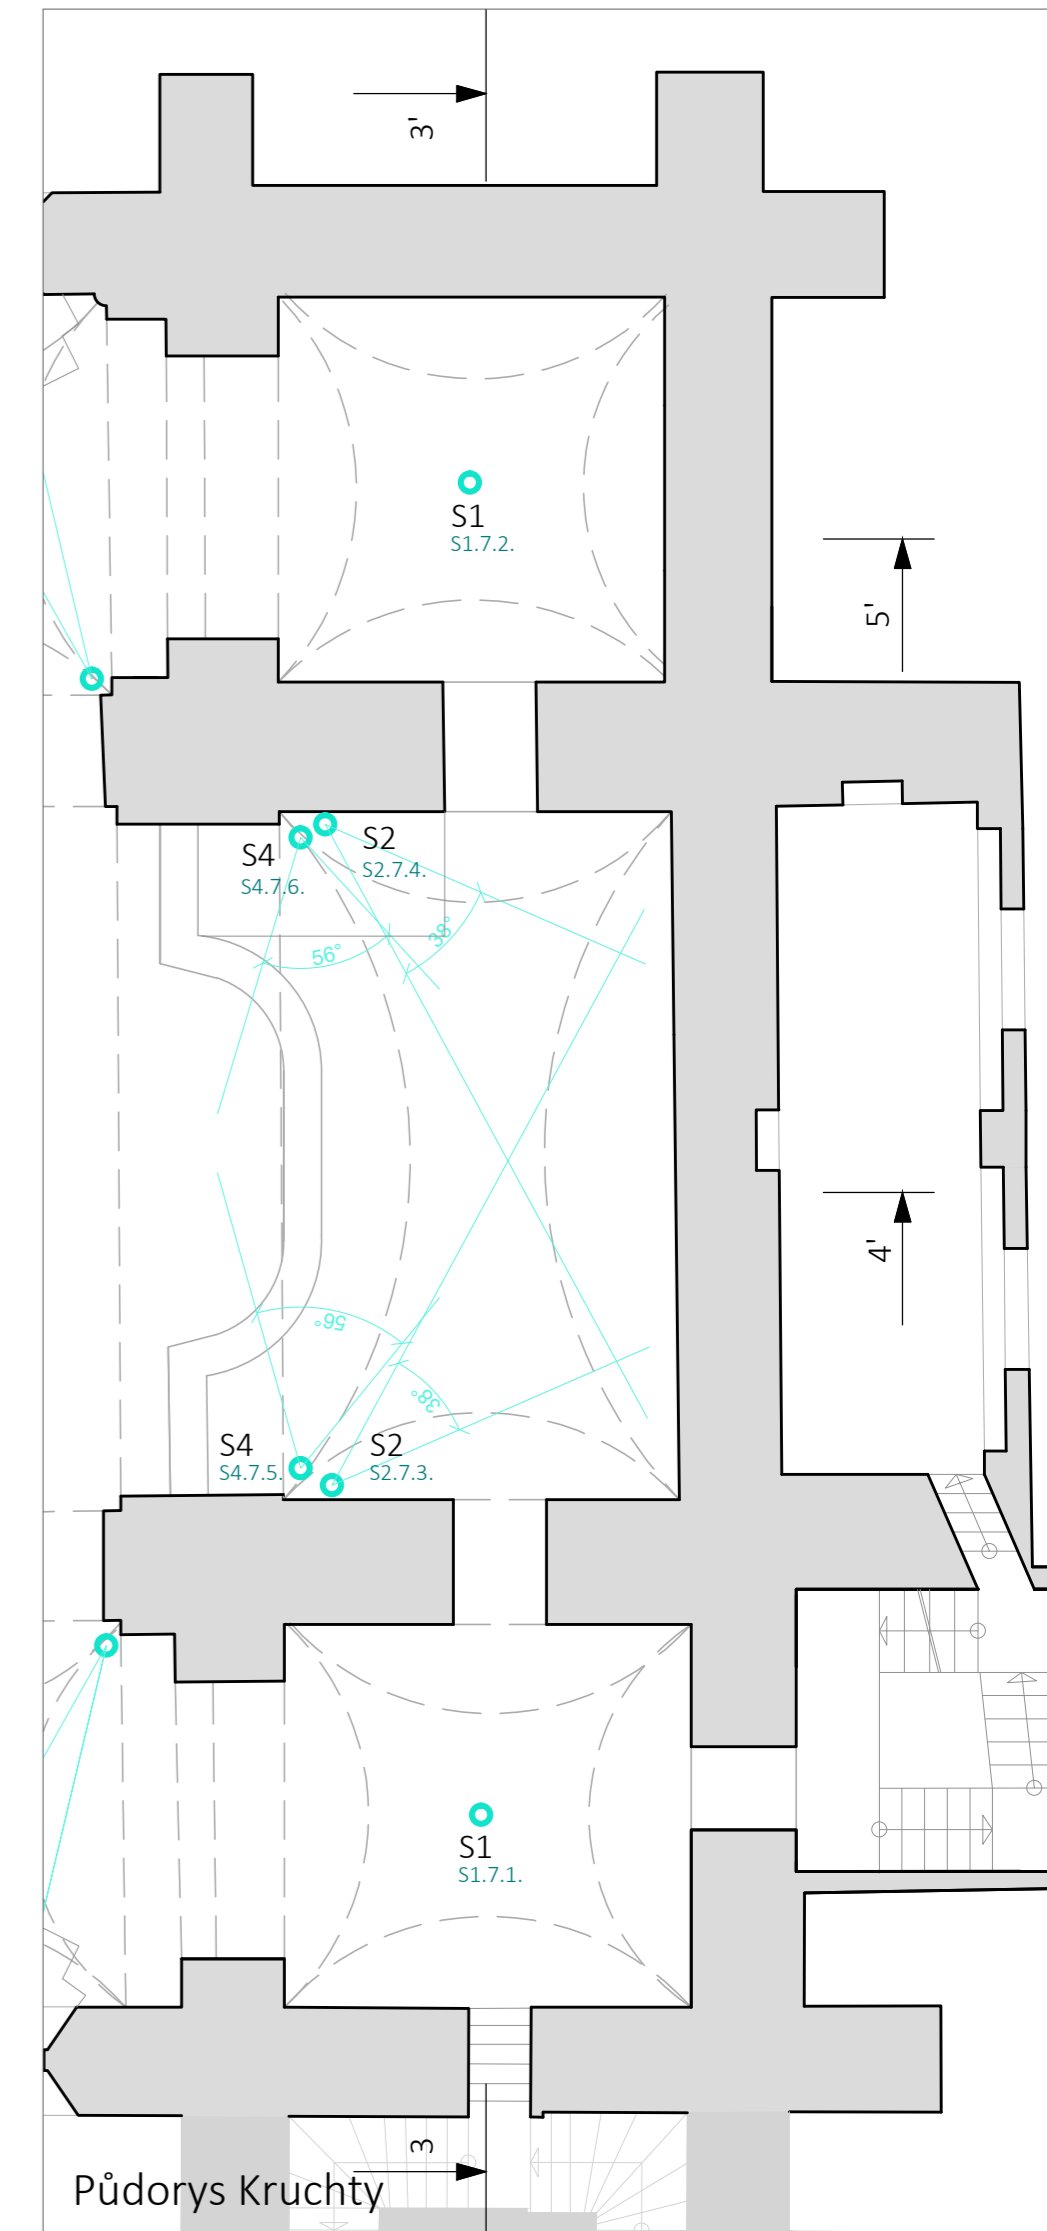 3'
S1
S1.7.2.
5'
S2
S2.7.4.
S4
S4.7.6.
38°
56°
4'
56°
38°
S4
S4.7.5.
S2
S2.7.3.
S1
S1.7.1.
3
Půdorys Kruchty